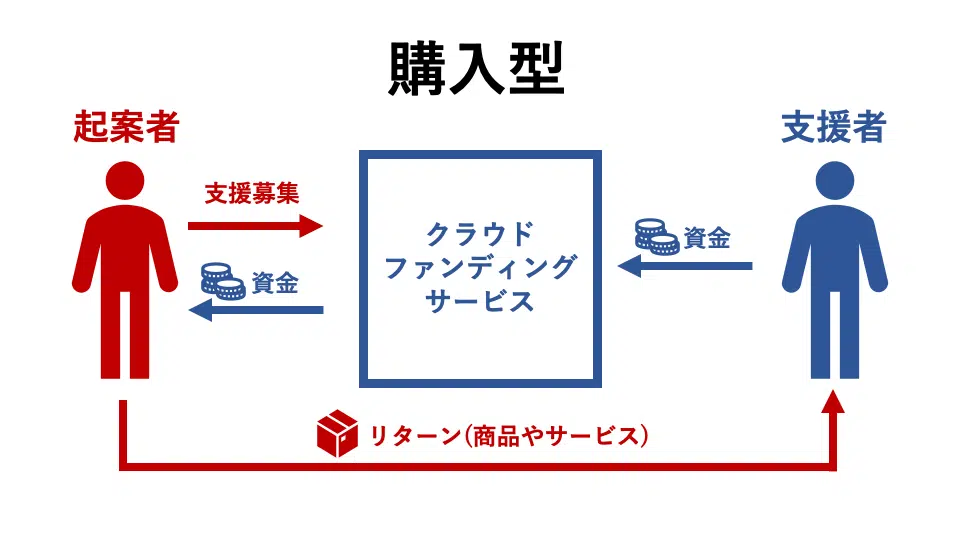 購入型
起案者
支援者
支援募集
資金
クラウド
ファンディング
サービス
資金
リターン(商品やサービス)